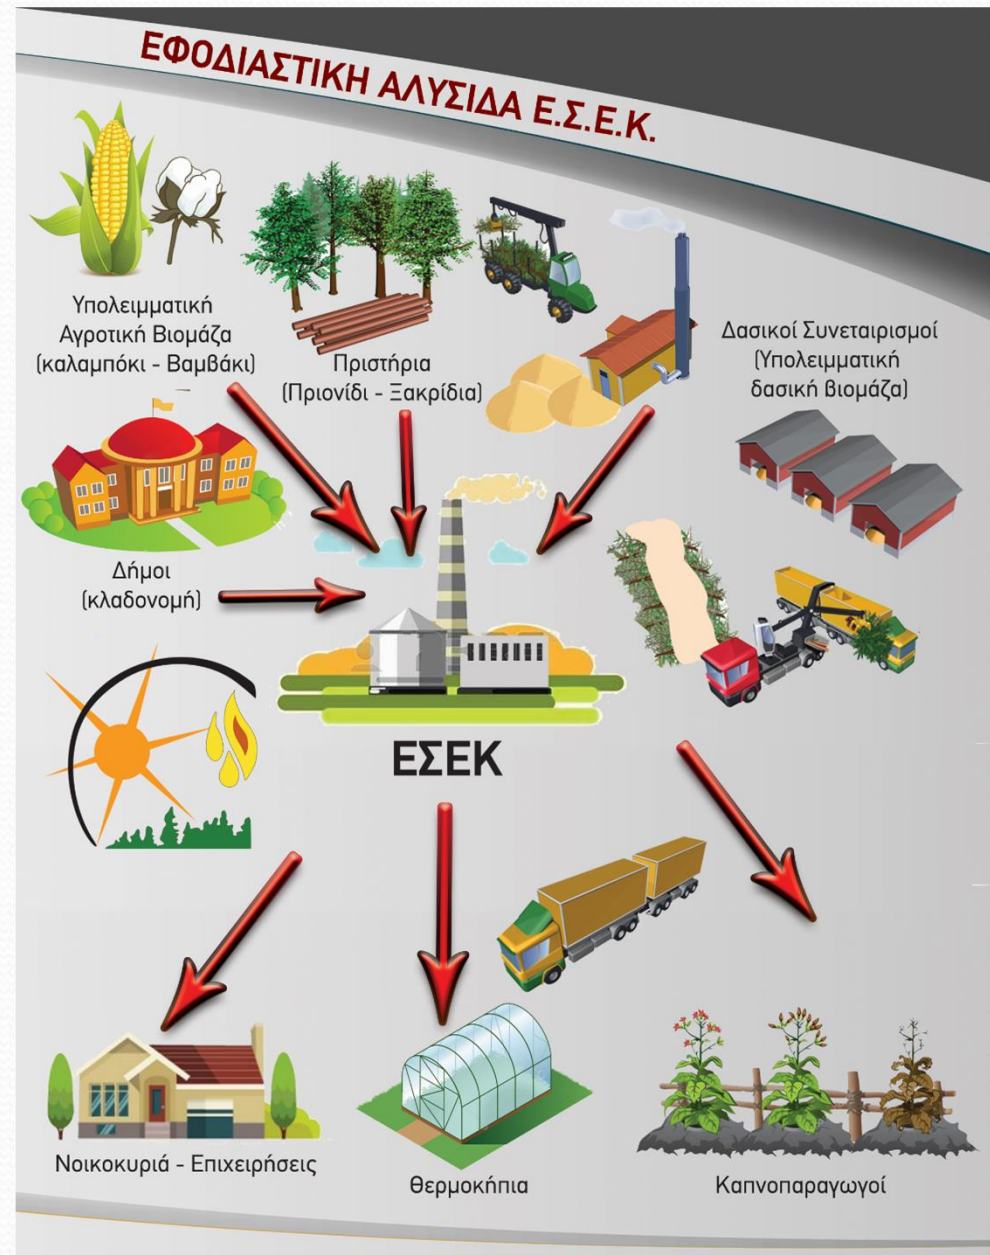 ΕΦΟΔΙΑΣΤΙΚΗ ΑΛΥΣΙΔΑ Ε.Σ.Ε.Κ.
Υπολειμματική
Αγροτική Βιομάζα
(καλαμπόκι - Βαμβάκι)
Πριστήρια
(Πριονίδι - Ξακρίδια)
Δασικοί Συνεταιρισμοί
(Υπολειμματική
δασική βιομάζα)
Δήμοι
(κλαδονομή)
ΕΣΕΚ
Νοικοκυριά - Επιχειρήσεις
Θερμοκήπια
Καπνοπαραγωγοί